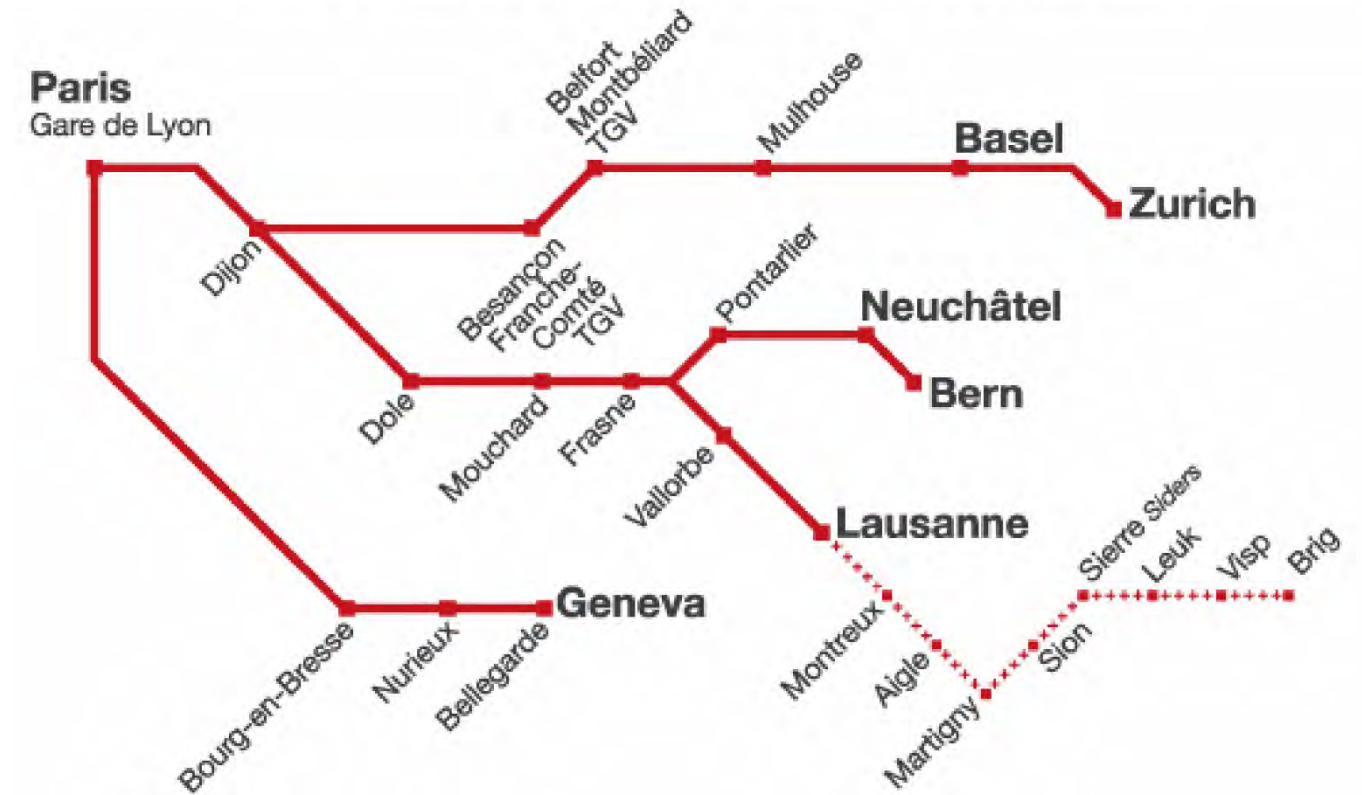 Paris
Gare de Lyon
Belfort
Montbéliard
TGV
Mulhouse
Basel
Zurich
Dijon
Besançon
Franche-
Comté
TGV
Pontarlier
Neuchâtel
Bern
Dole
Mouchard
Frasne
Vallorbe
Lausanne
Sierre Siders
Leuk
Visp
Brig
Geneva
Bourg-en-Bresse
Nurieux
Bellegarde
Montreux
Aigle
Martigny
Sion